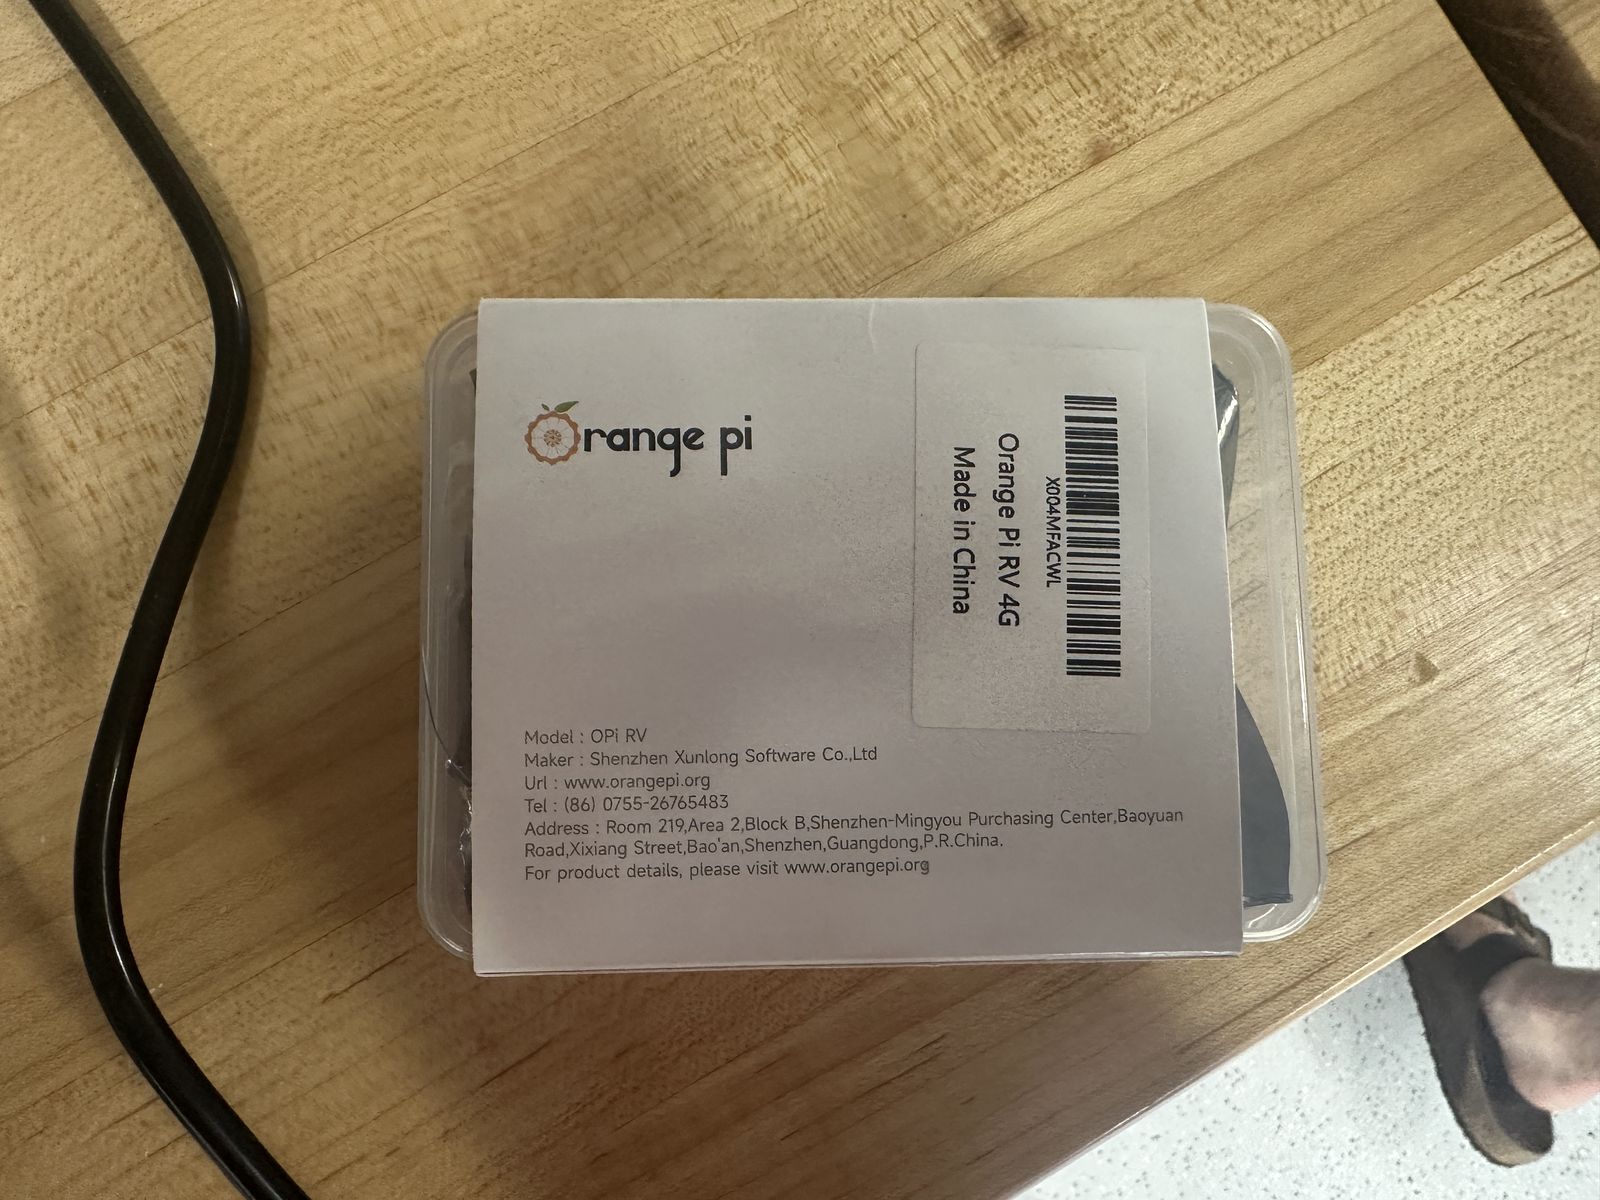 Orange pi
X004MFACWL
Orange Pi RV 4G
Made in China
Model : OPi RV
Maker : Shenzhen Xunlong Software Co.,Ltd
Url : www.orangepi.org
Tel : (86) 0755-26765483
Address : Room 219,Area 2,Block B,Shenzhen-Mingyou Purchasing Center,Baoyuan
Road,Xixiang Street,Bao'an,Shenzhen,Guangdong,P.R.China.
For product details, please visit www.orangepi.org